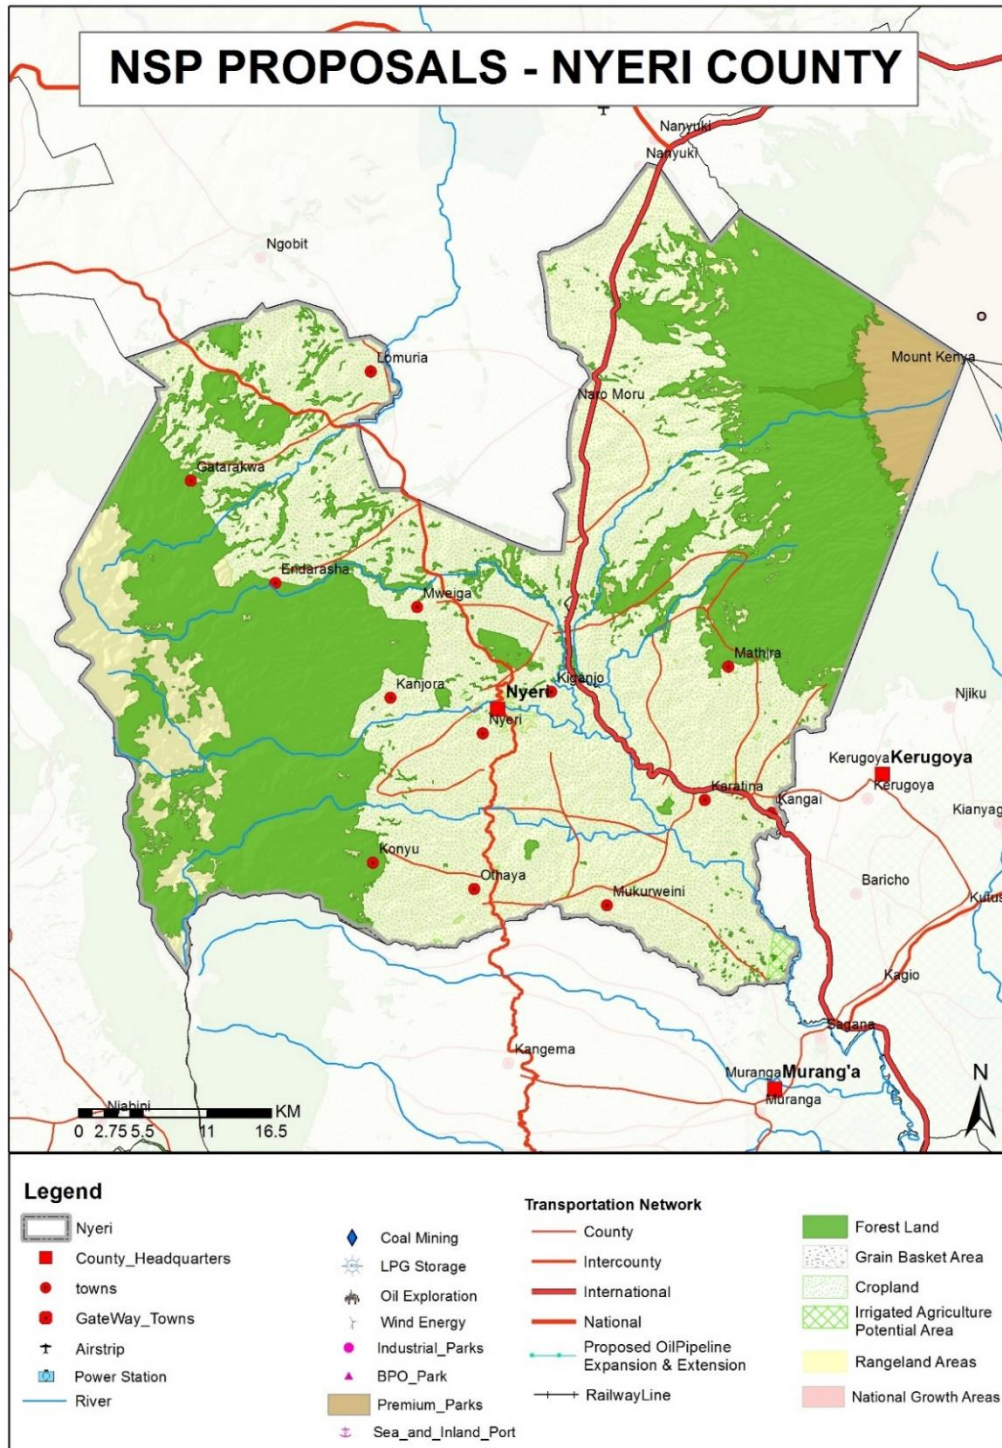 NSP PROPOSALS - NYERI COUNTY
Nanyuki
Nanyuki
Ngobit
Lomuria
Mount Kenya
Naro Moru
Gatarakwa
Endarasha
Mweiga
Mathira
Kanjora
Kiganjo
Nyeri
Nyeri
Njiku
Kerugoya
Kerugoya
Kerugoya
Karatina
Kangai
Kianyag
Konyu
Othaya
Mukurweini
Baricho
Kutus
Kagio
Sagana
Kangema
Muranga
Murang'a
Muranga
Njabini
KM
0 2.75 5.5 11 16.5
N
Legend
Nyeri
County_Headquarters
towns
GateWay_Towns
Airstrip
Power Station
River
Coal Mining
LPG Storage
Oil Exploration
Wind Energy
Industrial_Parks
BPO_Park
Premium_Parks
Sea_and_Inland_Port
Transportation Network
County
Intercounty
International
National
Proposed OilPipeline
Expansion & Extension
RailwayLine
Forest Land
Grain Basket Area
Cropland
Irrigated Agriculture
Potential Area
Rangeland Areas
National Growth Areas